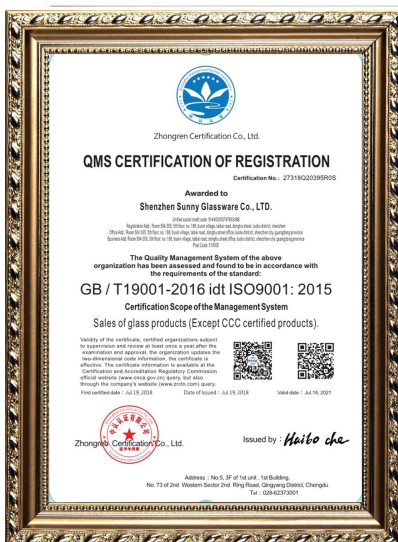 Zhongren Certification Co., Ltd.
QMS CERTIFICATION OF REGISTRATION
Certification No.: 27318Q20395R0S
Awarded to
Shenzhen Sunny Glassware Co., LTD.
The Quality Management System of the above
organization has been assessed and found to be in accordance with
the requirements of the standard:
GB / T19001-2016 idt ISO9001: 2015
Certification Scope of the Management System
Sales of glass products (Except CCC certified products).
Validity of the certificate, certified organizations subject
to supervision and review at least once a year,after the
examination and approval, the organization updates the
two-dimensional code information, the certificate is
effective. The certificate information is available at the
Certification and Accreditation Regulatory Commission
official website (www.cnca.gov.cn) query, but also
through the company's website (www.zrclc.com) query.
First certified date : Jul.19, 2018
Date of Issued : Jul.19, 2018
Valid date : Jul.18, 2021
Zhongren Certification Co., Ltd.
Issued by : Haibo che
Address : No.5, 3F of 1st unit , 1st Building,
No. 73 of 2nd Western Sector 2nd Ring Road, Qingyang District, Chengdu
Tel : 028-62373001